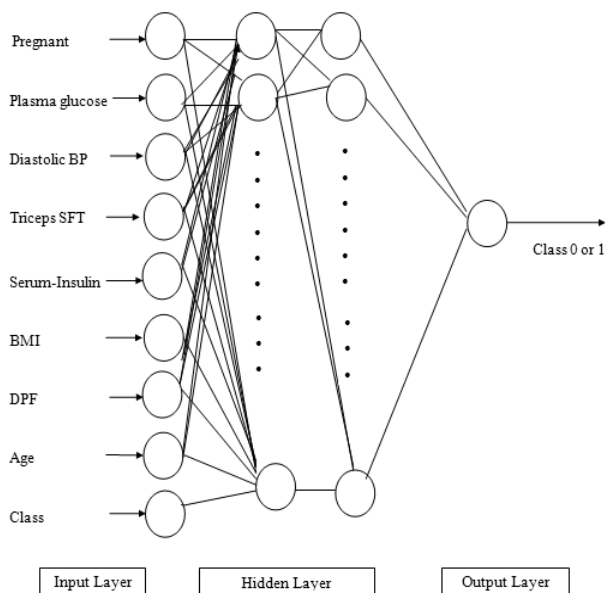 Pregnant
Plasma glucose
Diastolic BP
Triceps SFT
Serum-Insulin
Class 0 or 1
BMI
DPF
Age
Class
Input Layer
Hidden Layer
Output Layer